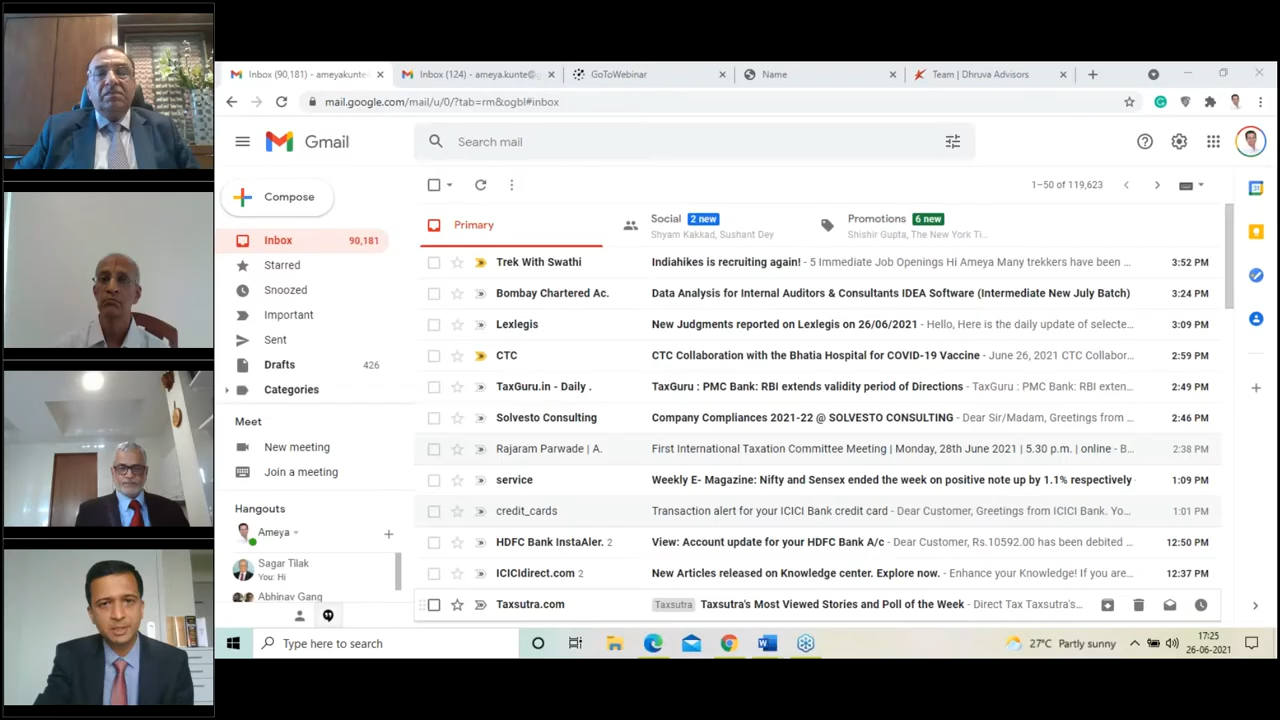 Inbox (90,181) - ameyakunte
Inbox (124) - ameya.kunte@g
GoToWebinar
Name
Team | Dhruva Advisors
mail.google.com/mail/u/0/?tab=rm&ogbl#inbox
Gmail
Search mail
Compose
1–50 of 119,623
Primary
Social 2 new
Shyam Kakkad, Sushant Dey
Promotions 6 new
Shishir Gupta, The New York Ti...
Inbox 90,181
Starred
Snoozed
Important
Sent
Drafts 426
Categories
Meet
New meeting
Join a meeting
Hangouts
Ameya
Sagar Tilak
You: Hi
Abhinav Gang
Trek With Swathi Indiahikes is recruiting again! - 5 Immediate Job Openings Hi Ameya Many trekkers have been ... 3:52 PM
Bombay Chartered Ac. Data Analysis for Internal Auditors & Consultants IDEA Software (Intermediate New July Batch) 3:24 PM
Lexlegis New Judgments reported on Lexlegis on 26/06/2021 - Hello, Here is the daily update of selecte... 3:09 PM
CTC CTC Collaboration with the Bhatia Hospital for COVID-19 Vaccine - June 26, 2021 CTC Collabor... 2:59 PM
TaxGuru.in - Daily . TaxGuru : PMC Bank: RBI extends validity period of Directions - TaxGuru : PMC Bank: RBI exten... 2:49 PM
Solvesto Consulting Company Compliances 2021-22 @ SOLVESTO CONSULTING - Dear Sir/Madam, Greetings from ... 2:46 PM
Rajaram Parwade | A. First International Taxation Committee Meeting | Monday, 28th June 2021 | 5.30 p.m. | online - B... 2:38 PM
service Weekly E- Magazine: Nifty and Sensex ended the week on positive note up by 1.1% respectively 1:09 PM
credit_cards Transaction alert for your ICICI Bank credit card - Dear Customer, Greetings from ICICI Bank. Yo... 1:01 PM
HDFC Bank InstaAler. 2 View: Account update for your HDFC Bank A/c - Dear Customer, Rs.10592.00 has been debited ... 12:50 PM
ICICIdirect.com 2 New Articles released on Knowledge center. Explore now. - Enhance your Knowledge! If you are... 12:37 PM
Taxsutra.com Taxsutra Taxsutra's Most Viewed Stories and Poll of the Week - Direct Tax Taxsutra's...
Type here to search
27°C Partly sunny
17:25
26-06-2021